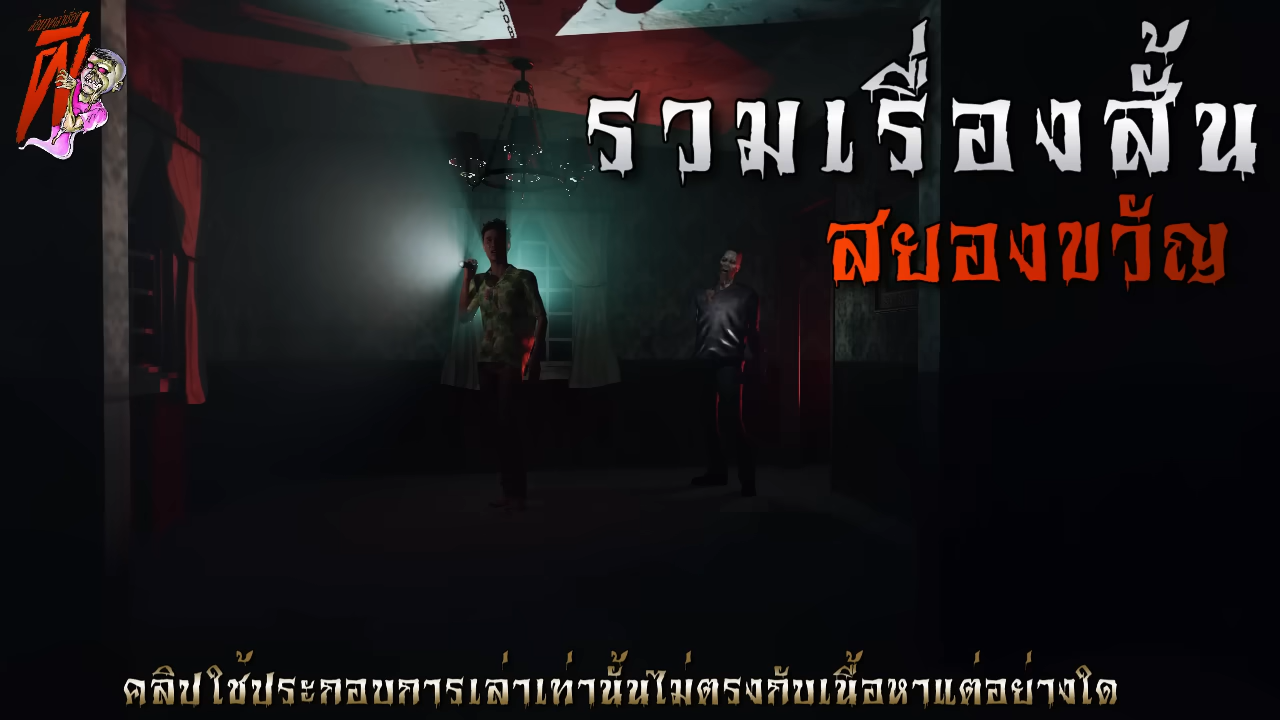 ผี
รวมเรื่องสั้น
สยองขวัญ
คลิปใช้ประกอบการเล่าเท่านั้นไม่ตรงกับเนื้อหาแต่อย่างใด